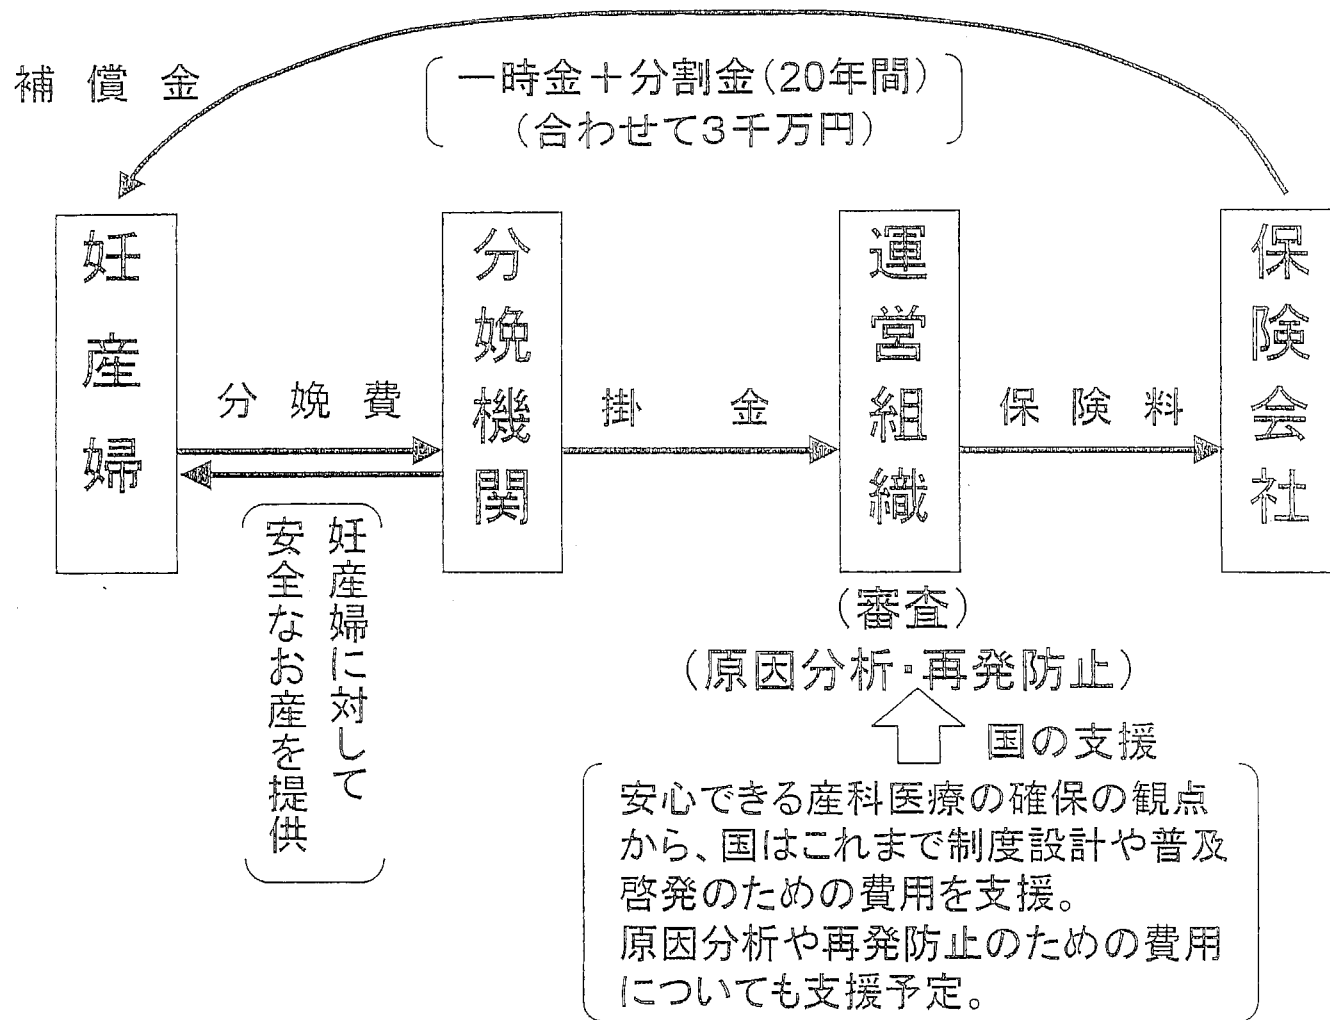 補償金
一時金＋分割金(20年間)
(合わせて3千万円)
妊産婦
分娩機関
運営組織
保険会社
分娩費
掛金
保険料
妊産婦に対して
安全なお産を提供
(審査)
(原因分析・再発防止)
国の支援
安心できる産科医療の確保の観点
から、国はこれまで制度設計や普及
啓発のための費用を支援。
原因分析や再発防止のための費用
についても支援予定。